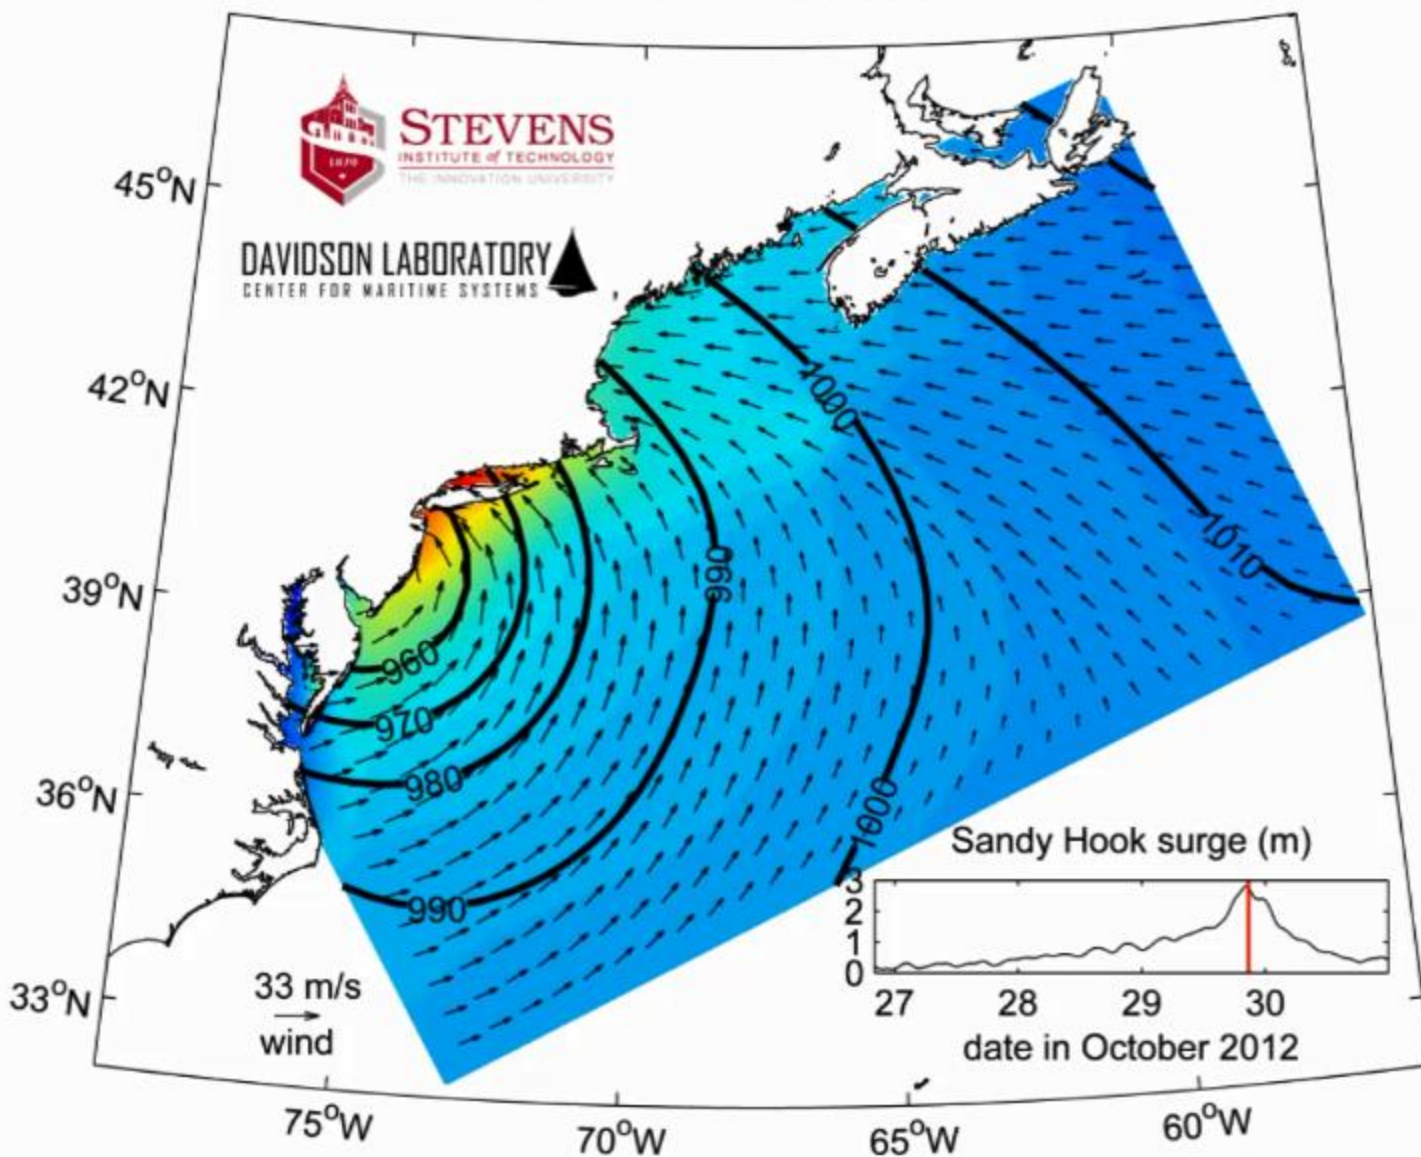 STEVENS
INSTITUTE of TECHNOLOGY
THE INNOVATION UNIVERSITY
1870
DAVIDSON LABORATORY
CENTER FOR MARITIME SYSTEMS
45°N
42°N
39°N
36°N
33°N
1000
1010
990
960
970
980
990
1000
33 m/s
wind
Sandy Hook surge (m)
3
2
1
0
27 28 29 30
date in October 2012
75°W 70°W 65°W 60°W